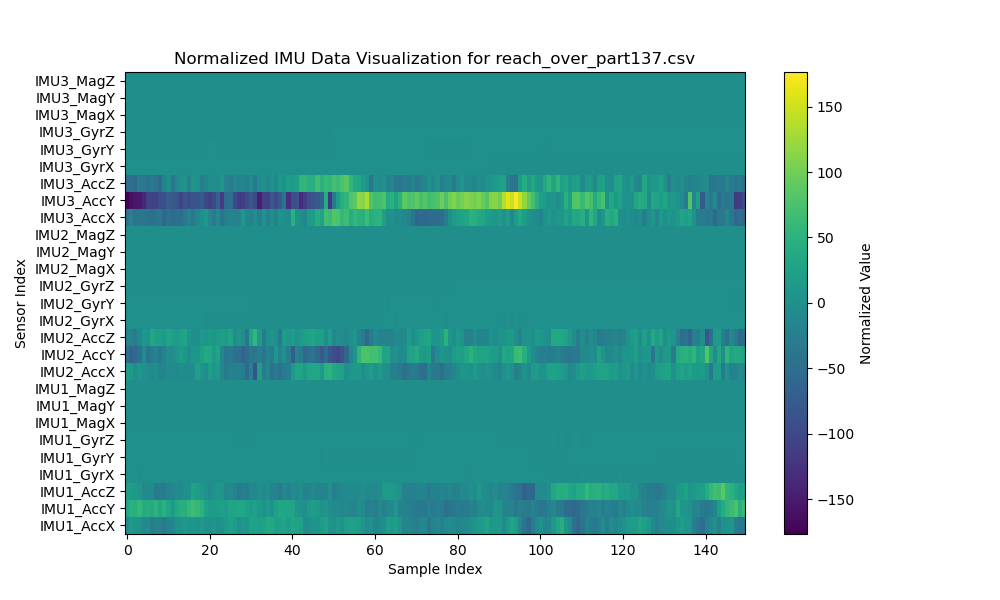 Normalized IMU Data Visualization for reach_over_part137.csv
IMU3_MagZ
IMU3_MagY
IMU3_MagX
IMU3_GyrZ
IMU3_GyrY
IMU3_GyrX
IMU3_AccZ
IMU3_AccY
IMU3_AccX
IMU2_MagZ
IMU2_MagY
IMU2_MagX
IMU2_GyrZ
IMU2_GyrY
IMU2_GyrX
IMU2_AccZ
IMU2_AccY
IMU2_AccX
IMU1_MagZ
IMU1_MagY
IMU1_MagX
IMU1_GyrZ
IMU1_GyrY
IMU1_GyrX
IMU1_AccZ
IMU1_AccY
IMU1_AccX
Sensor Index
0 20 40 60 80 100 120 140
Sample Index
150
100
50
0
−50
−100
−150
Normalized Value